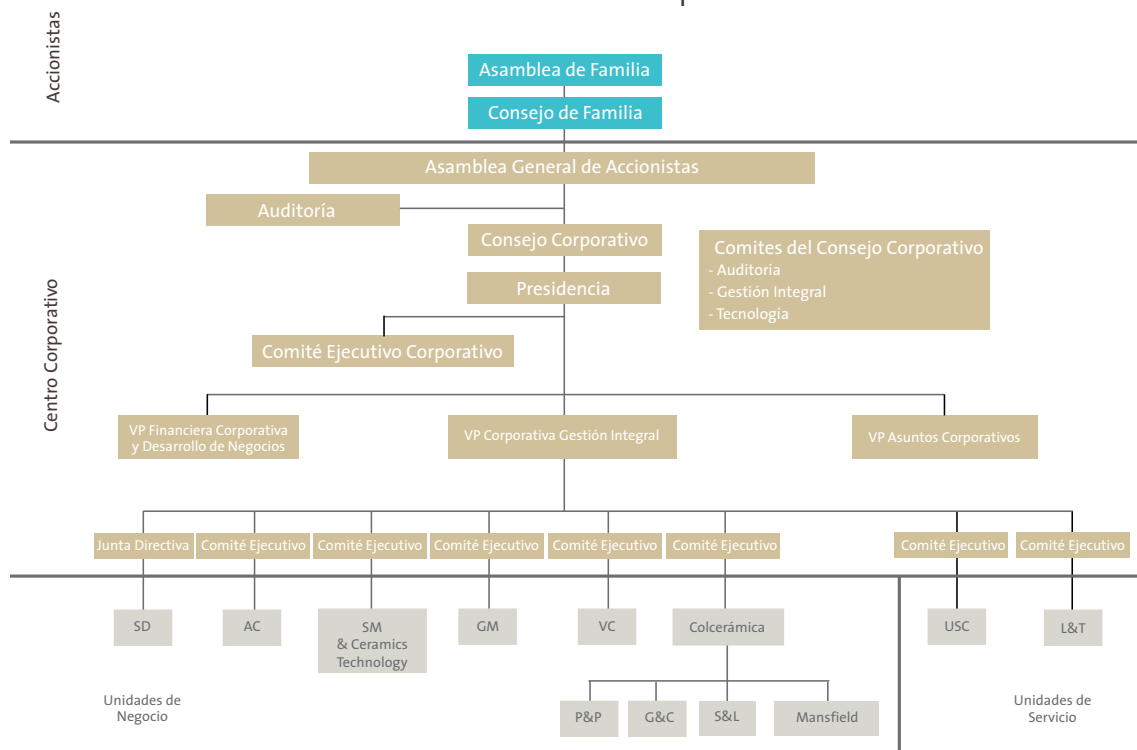 Accionistas
Asamblea de Familia
Consejo de Familia
Centro Corporativo
Asamblea General de Accionistas
Auditoría
Consejo Corporativo
Comites del Consejo Corporativo
- Auditoría
- Gestión Integral
- Tecnología
Presidencia
Comité Ejecutivo Corporativo
VP Financiera Corporativa
y Desarrollo de Negocios
VP Corporativa Gestión Integral
VP Asuntos Corporativos
Junta Directiva
Comité Ejecutivo
Comité Ejecutivo
Comité Ejecutivo
Comité Ejecutivo
Comité Ejecutivo
Comité Ejecutivo
Comité Ejecutivo
SD
AC
SM
& Ceramics
Technology
GM
VC
Colcerámica
USC
L&T
Unidades de
Negocio
P&P
G&C
S&L
Mansfield
Unidades de
Servicio